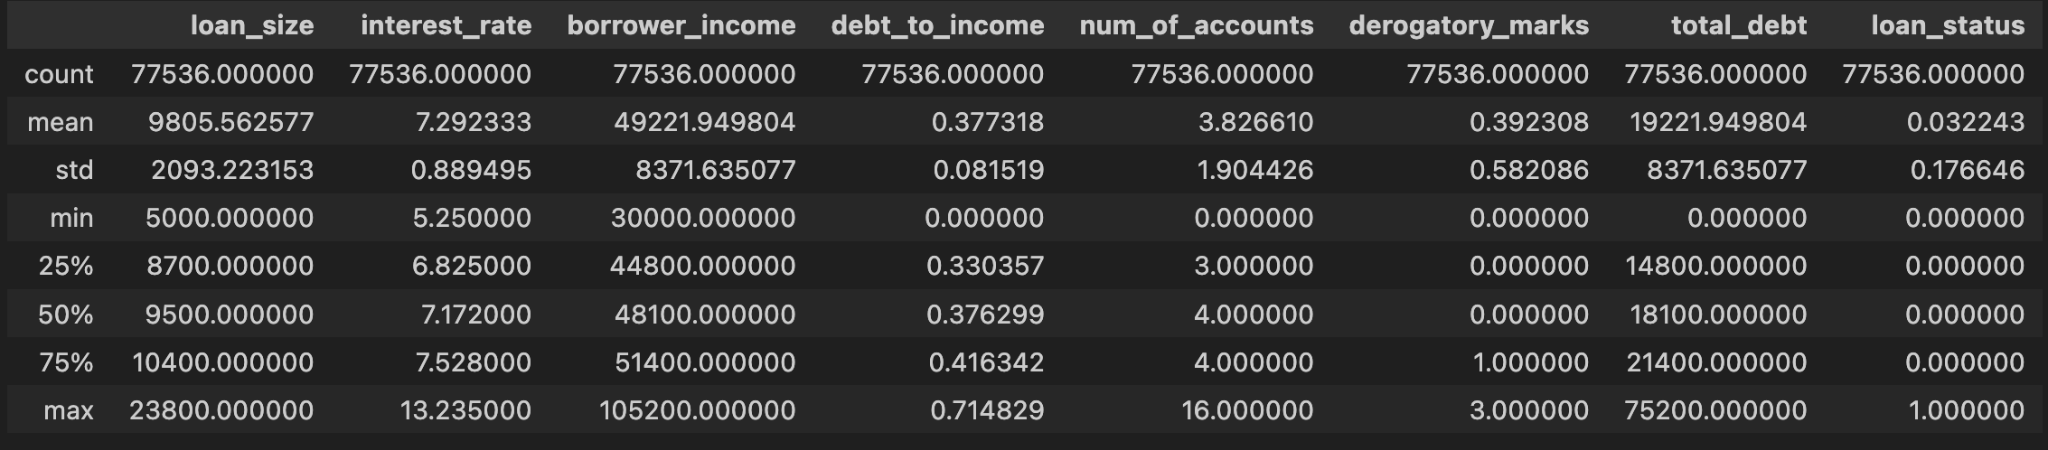 loan_size interest_rate borrower_income debt_to_income num_of_accounts derogatory_marks total_debt loan_status
count 77536.000000 77536.000000 77536.000000 77536.000000 77536.000000 77536.000000 77536.000000 77536.000000
mean 9805.562577 7.292333 49221.949804 0.377318 3.826610 0.392308 19221.949804 0.032243
std 2093.223153 0.889495 8371.635077 0.081519 1.904426 0.582086 8371.635077 0.176646
min 5000.000000 5.250000 30000.000000 0.000000 0.000000 0.000000 0.000000 0.000000
25% 8700.000000 6.825000 44800.000000 0.330357 3.000000 0.000000 14800.000000 0.000000
50% 9500.000000 7.172000 48100.000000 0.376299 4.000000 0.000000 18100.000000 0.000000
75% 10400.000000 7.528000 51400.000000 0.416342 4.000000 1.000000 21400.000000 0.000000
max 23800.000000 13.235000 105200.000000 0.714829 16.000000 3.000000 75200.000000 1.000000